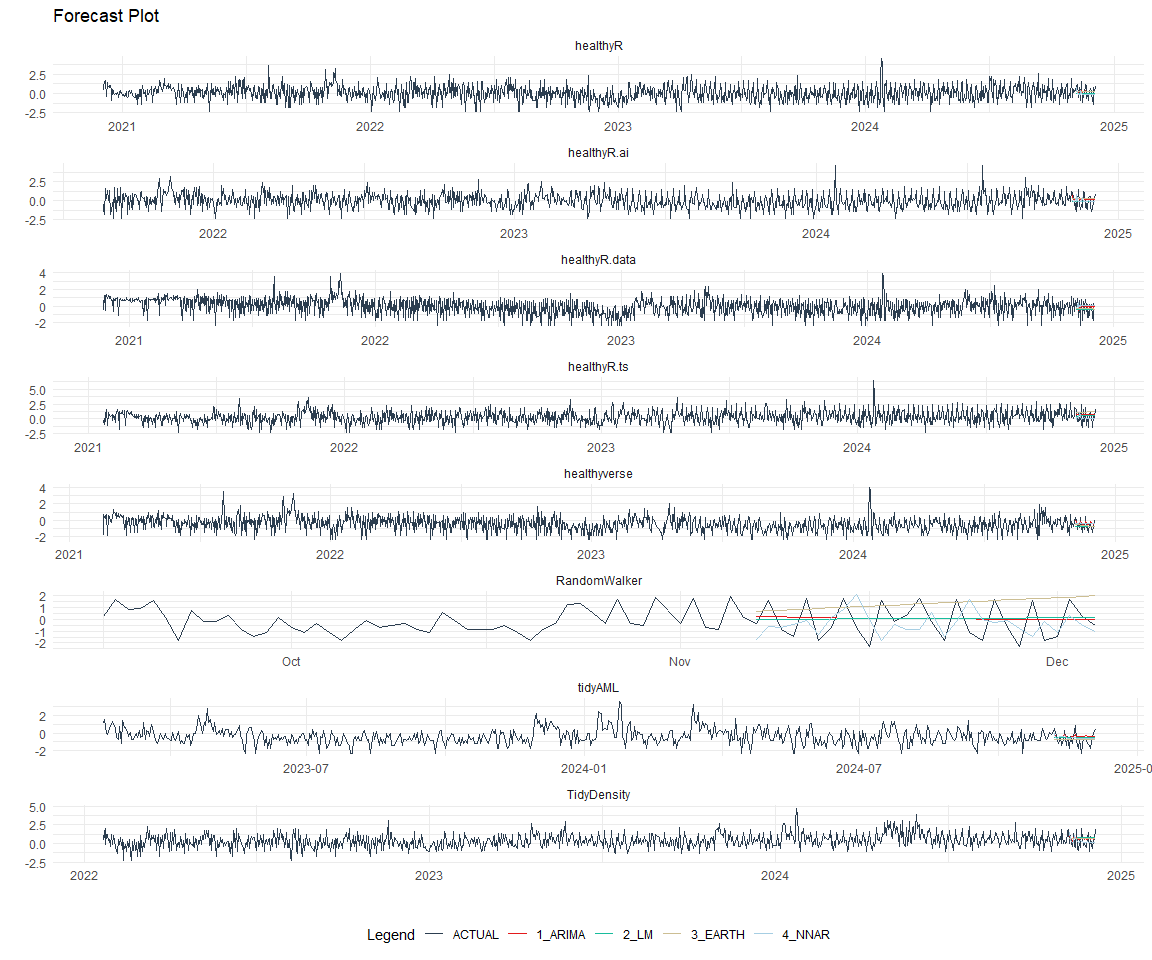 Forecast Plot
healthyR
2.5
0.0
-2.5
2021 2022 2023 2024 2025
healthyR.ai
2.5
0.0
-2.5
2022 2023 2024 2025
healthyR.data
4
2
0
-2
2021 2022 2023 2024 2025
healthyR.ts
5.0
2.5
0.0
-2.5
2021 2022 2023 2024 2025
healthyverse
4
2
0
-2
2021 2022 2023 2024 2025
RandomWalker
2
1
0
-1
-2
Oct Nov Dec
tidyAML
2
0
-2
2023-07 2024-01 2024-07 2025-0
TidyDensity
5.0
2.5
0.0
-2.5
2022 2023 2024 2025
Legend ACTUAL 1_ARIMA 2_LM 3_EARTH 4_NNAR